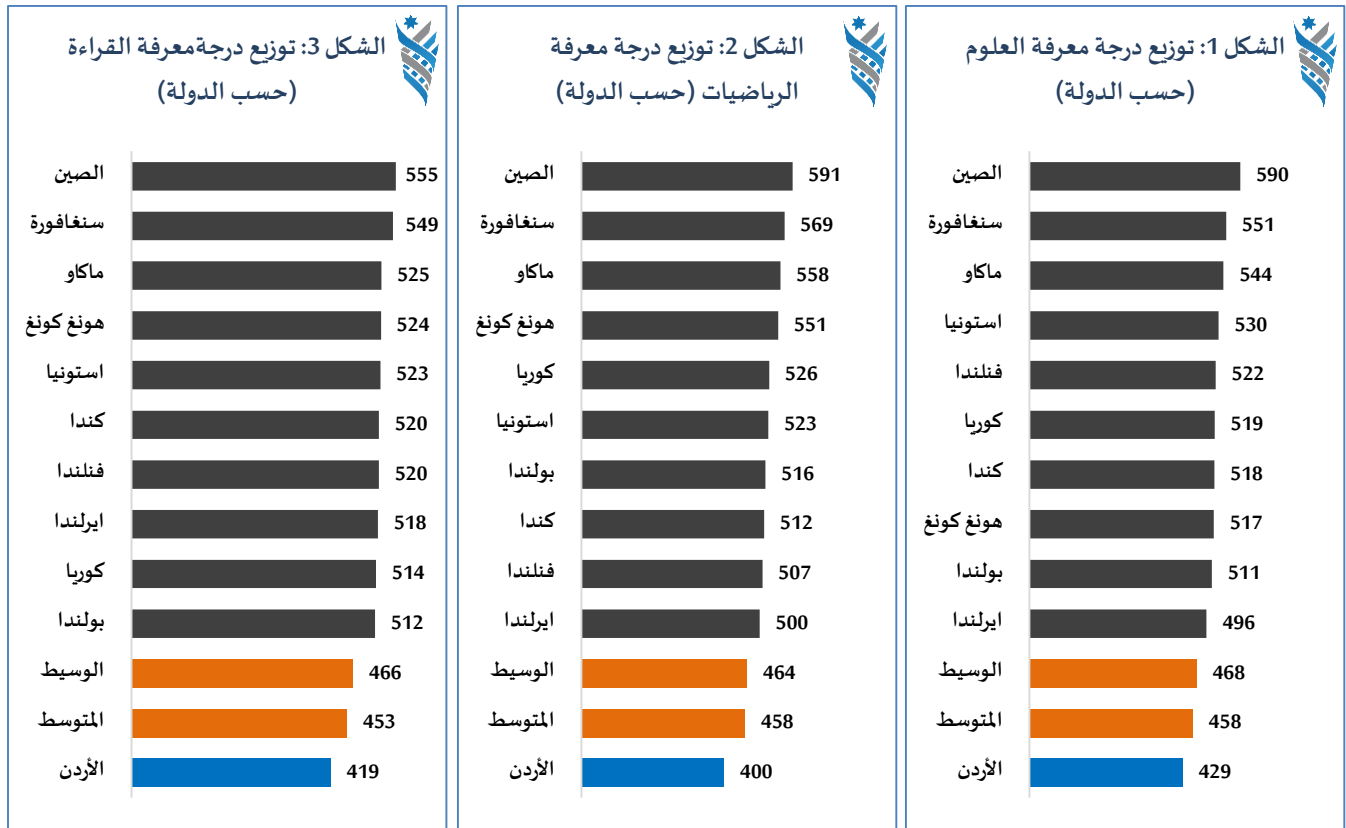 الشكل 1: توزيع درجة معرفة العلوم
(حسب الدولة)
الصين 590
سنغافورة 551
ماكاو 544
استونيا 530
فنلندا 522
كوريا 519
كندا 518
هونغ كونغ 517
بولندا 511
ايرلندا 496
الوسيط 468
المتوسط 458
الأردن 429
الشكل 2: توزيع درجة معرفة
الرياضيات (حسب الدولة)
الصين 591
سنغافورة 569
ماكاو 558
هونغ كونغ 551
كوريا 526
استونيا 523
بولندا 516
كندا 512
فنلندا 507
ايرلندا 500
الوسيط 464
المتوسط 458
الأردن 400
الشكل 3: توزيع درجةمعرفة القراءة
(حسب الدولة)
الصين 555
سنغافورة 549
ماكاو 525
هونغ كونغ 524
استونيا 523
كندا 520
فنلندا 520
ايرلندا 518
كوريا 514
بولندا 512
الوسيط 466
المتوسط 453
الأردن 419